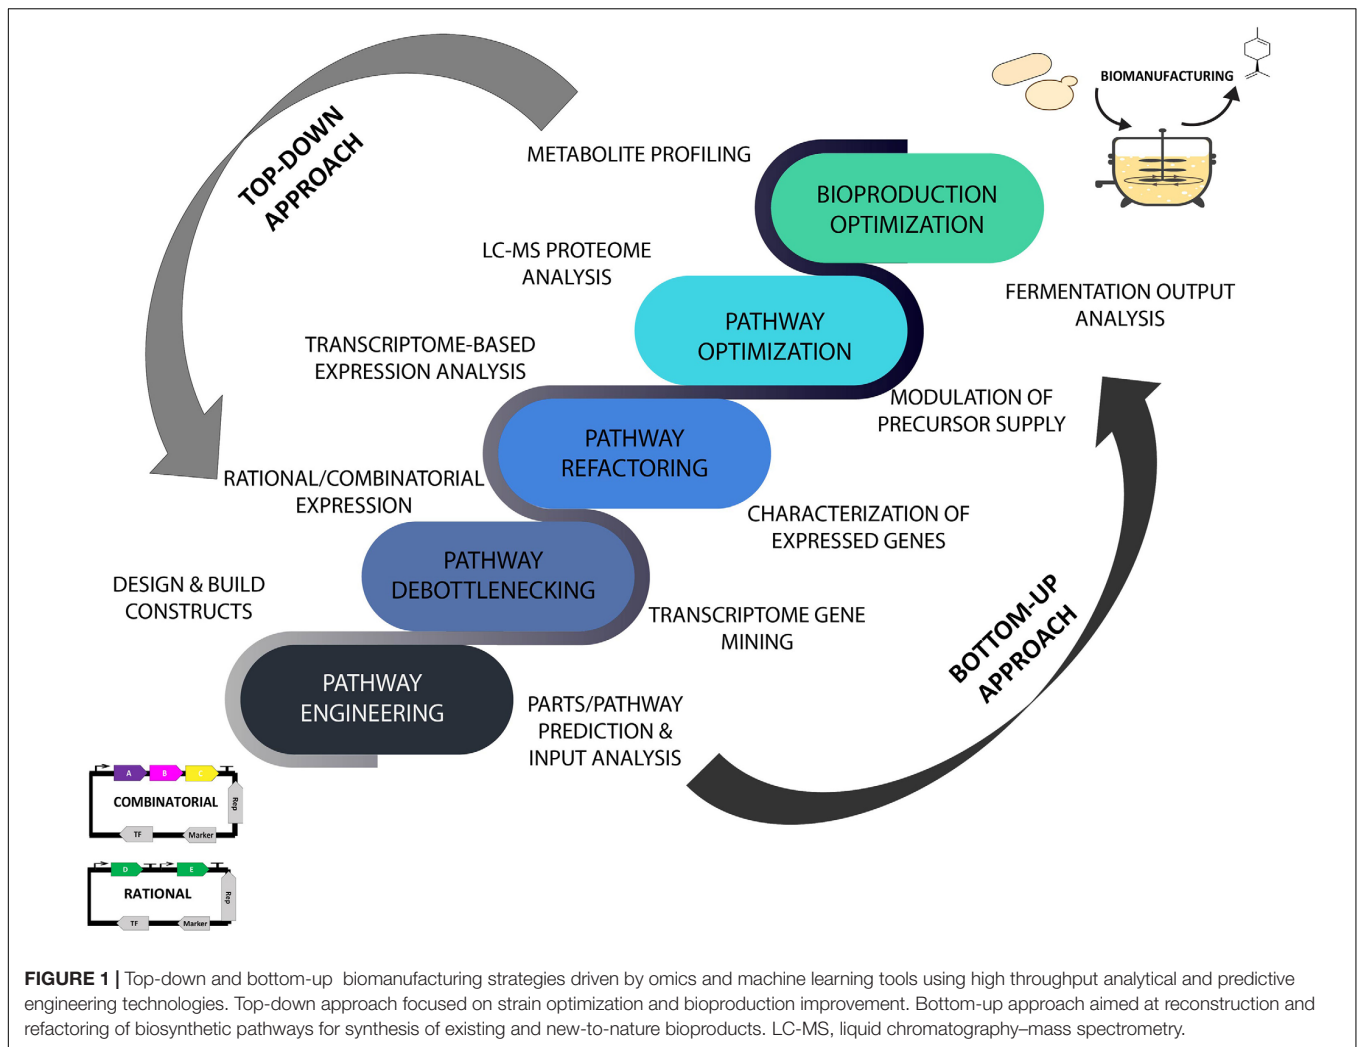 TOP-DOWN
APPROACH
BIOMANUFACTURING
METABOLITE PROFILING
BIOPRODUCTION
OPTIMIZATION
LC-MS PROTEOME
ANALYSIS
FERMENTATION OUTPUT
ANALYSIS
PATHWAY
OPTIMIZATION
TRANSCRIPTOME-BASED
EXPRESSION ANALYSIS
MODULATION OF
PRECURSOR SUPPLY
PATHWAY
REFACTORING
RATIONAL/COMBINATORIAL
EXPRESSION
CHARACTERIZATION OF
EXPRESSED GENES
PATHWAY
DEBOTTLENECKING
DESIGN & BUILD
CONSTRUCTS
TRANSCRIPTOME GENE
MINING
BOTTOM-UP
APPROACH
PATHWAY
ENGINEERING
PARTS/PATHWAY
PREDICTION &
INPUT ANALYSIS
A B C
COMBINATORIAL
Rep
TF Marker
D E
RATIONAL
Rep
TF Marker
FIGURE 1 | Top-down and bottom-up biomanufacturing strategies driven by omics and machine learning tools using high throughput analytical and predictive
engineering technologies. Top-down approach focused on strain optimization and bioproduction improvement. Bottom-up approach aimed at reconstruction and
refactoring of biosynthetic pathways for synthesis of existing and new-to-nature bioproducts. LC-MS, liquid chromatography–mass spectrometry.